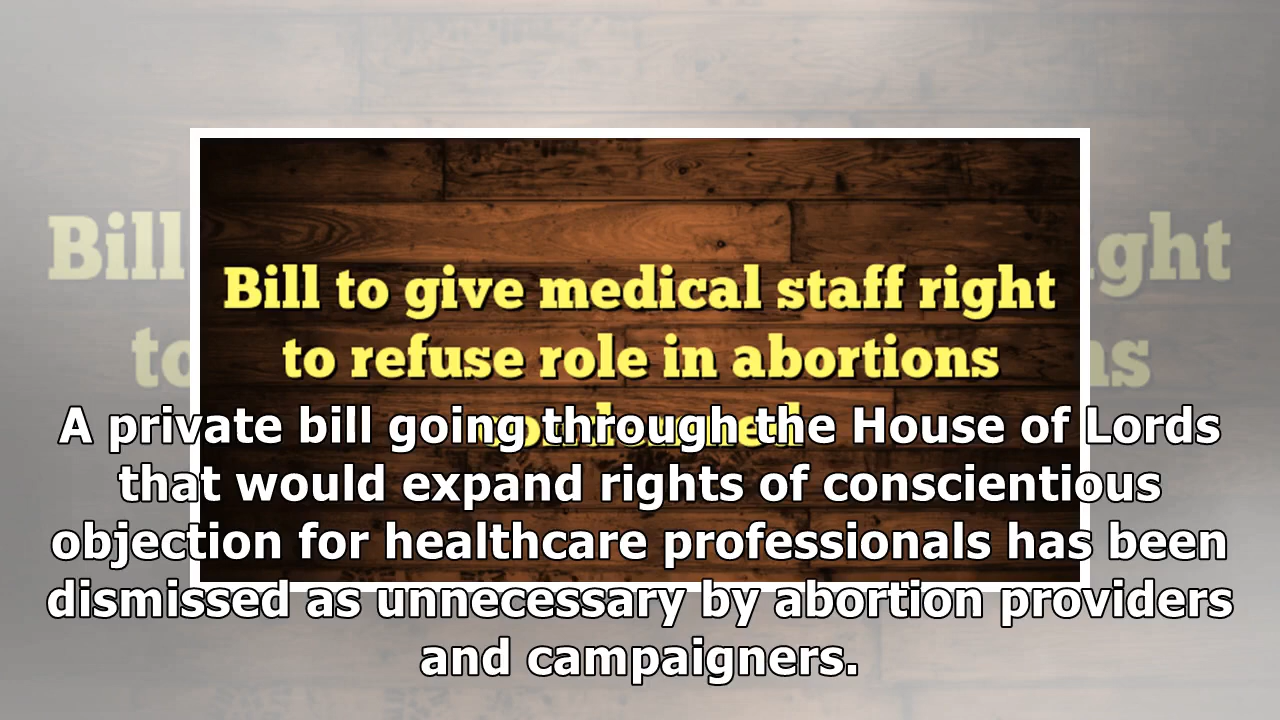 Bill to give medical staff right
to refuse role in abortions
A private bill going through the House of Lords
that would expand rights of conscientious
objection for healthcare professionals has been
dismissed as unnecessary by abortion providers
and campaigners.